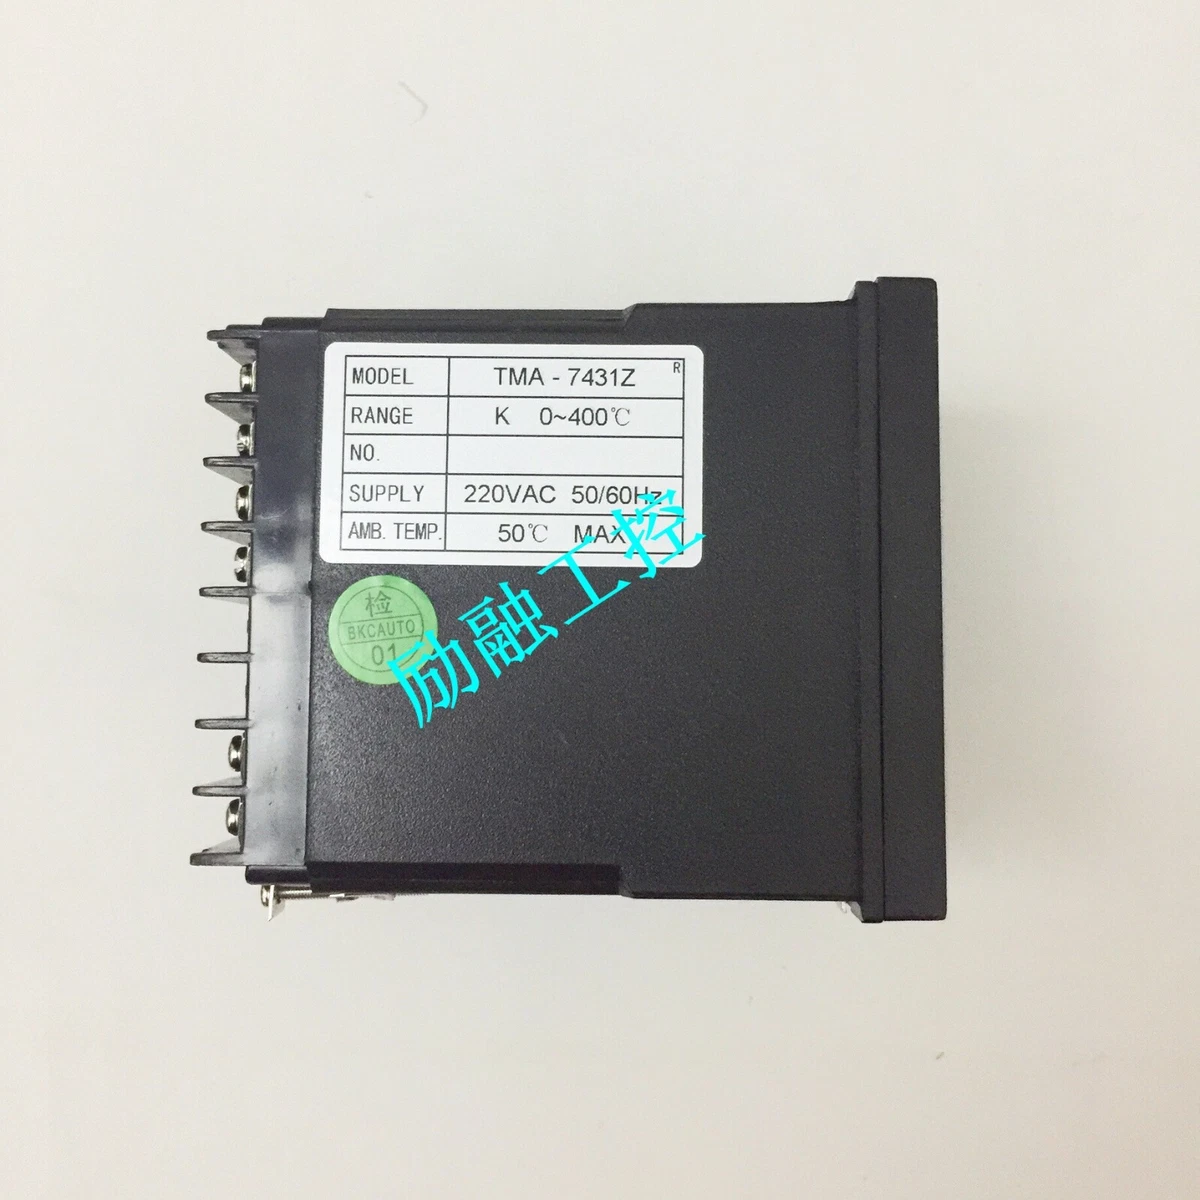 MODEL TMA - 7431Z R
RANGE K 0~400℃
NO.
SUPPLY 220VAC 50/60Hz
AMB. TEMP. 50℃ MAX
检
BKCAUTO
01
励融工控